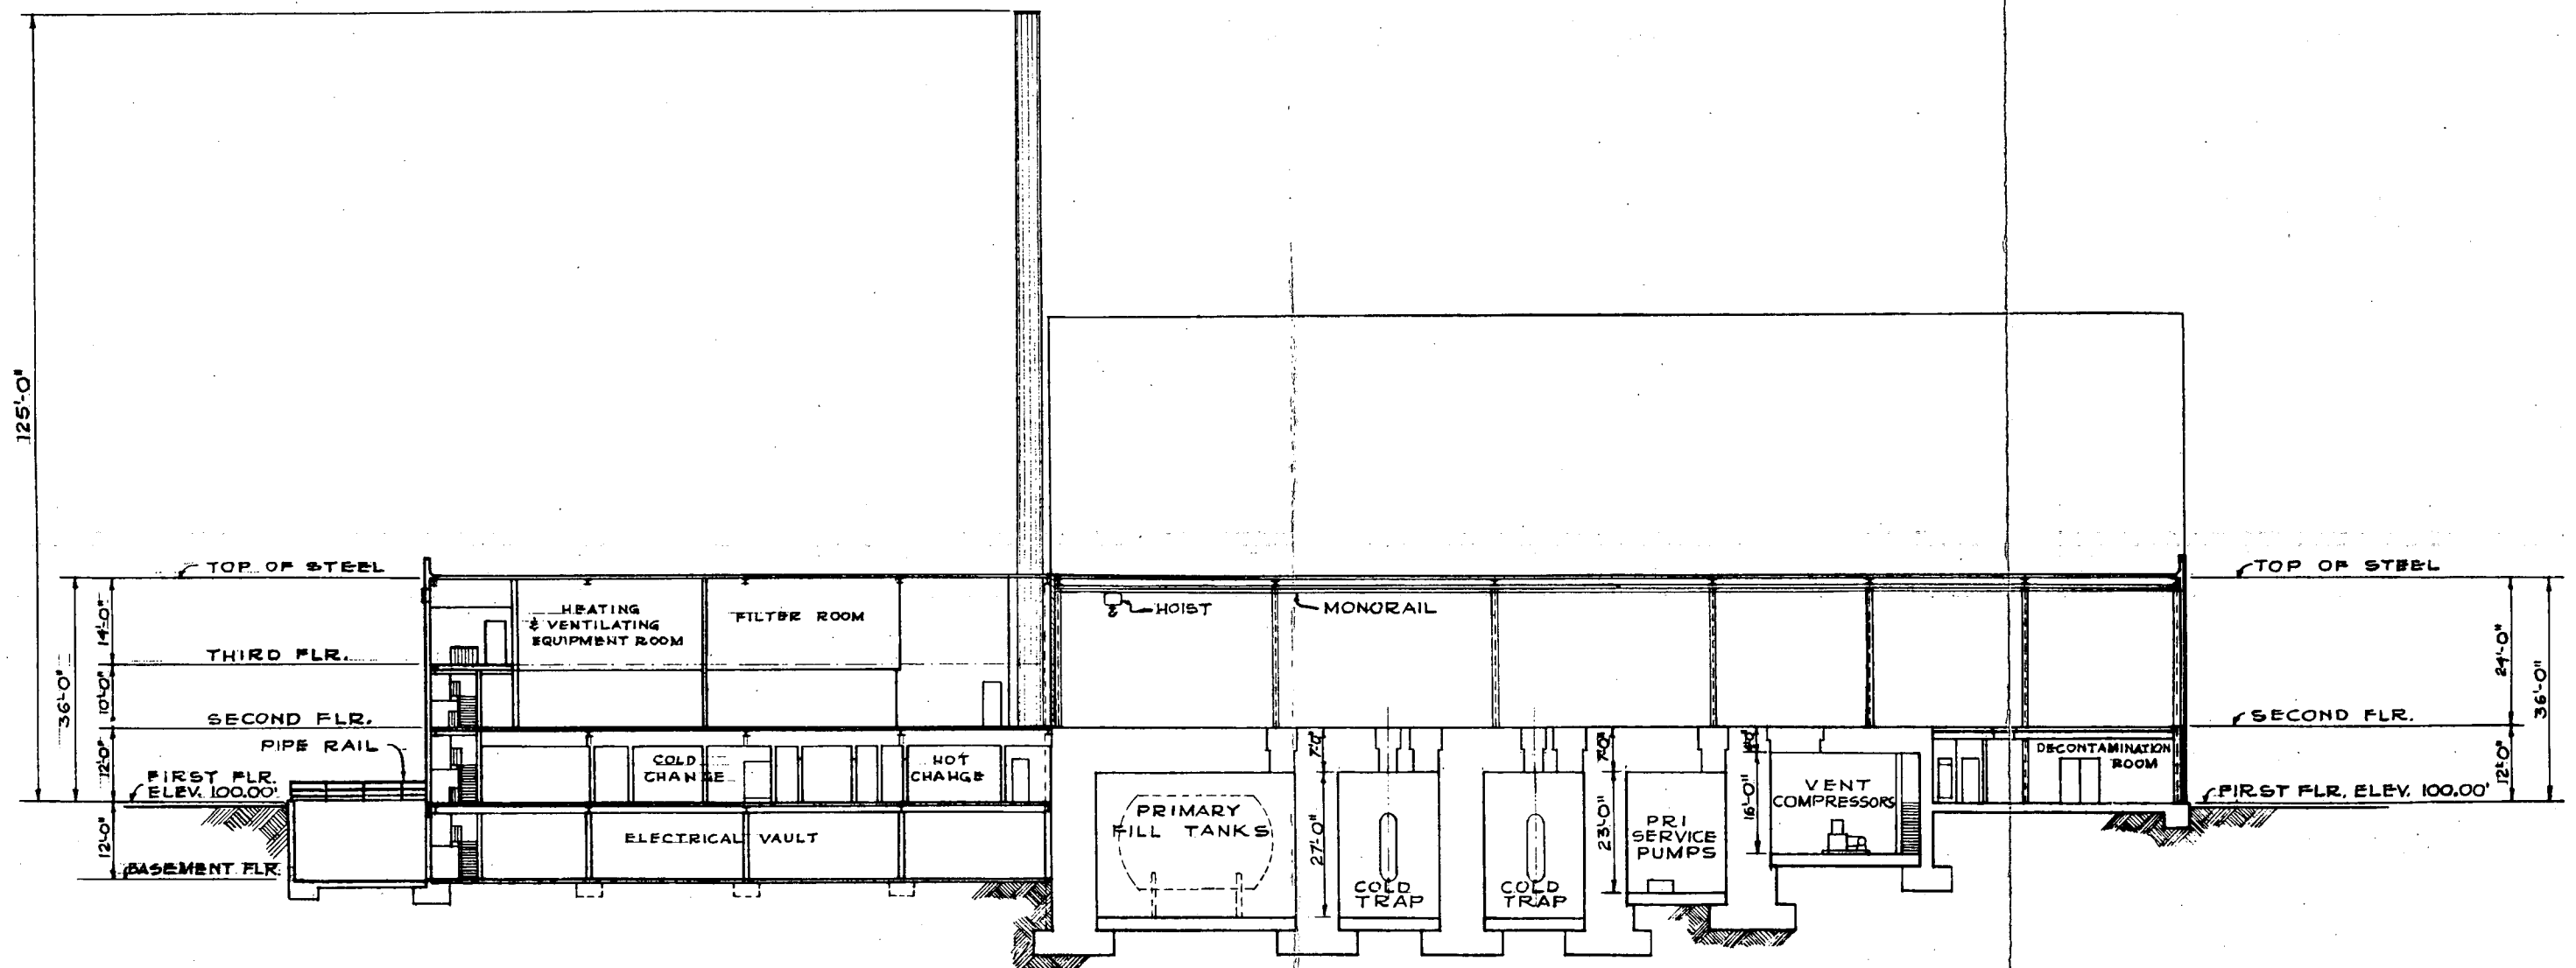 125'-0"
TOP OF STEEL
THIRD FLR.
SECOND FLR.
PIPE RAIL
FIRST FLR.
ELEV. 100.00'
BASEMENT FLR.
36'-0"
14'-0"
10'-0"
12'-0"
12'-0"
HEATING
& VENTILATING
EQUIPMENT ROOM
FILTER ROOM
COLD
CHANGE
HOT
CHANGE
ELECTRICAL VAULT
HOIST
MONORAIL
PRIMARY
FILL TANKS
7'-0"
27'-0"
COLD
TRAP
COLD
TRAP
7'-0"
23'-0"
PRI
SERVICE
PUMPS
16'-0"
VENT
COMPRESSORS
DECONTAMINATION
ROOM
TOP OF STEEL
SECOND FLR.
FIRST FLR. ELEV. 100.00'
24'-0"
12'-0"
36'-0"